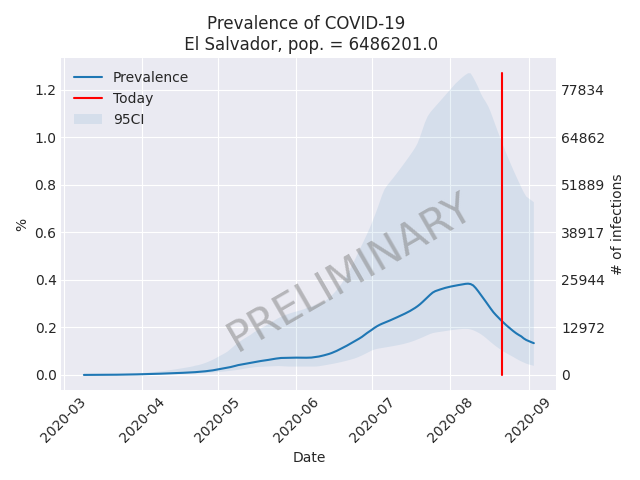 Prevalence of COVID-19
El Salvador, pop. = 6486201.0
Prevalence
Today
95CI
1.2
1.0
0.8
0.6
0.4
0.2
0.0
%
77834
64862
51889
38917
25944
12972
0
# of infections
PRELIMINARY
2020-03
2020-04
2020-05
2020-06
2020-07
2020-08
2020-09
Date